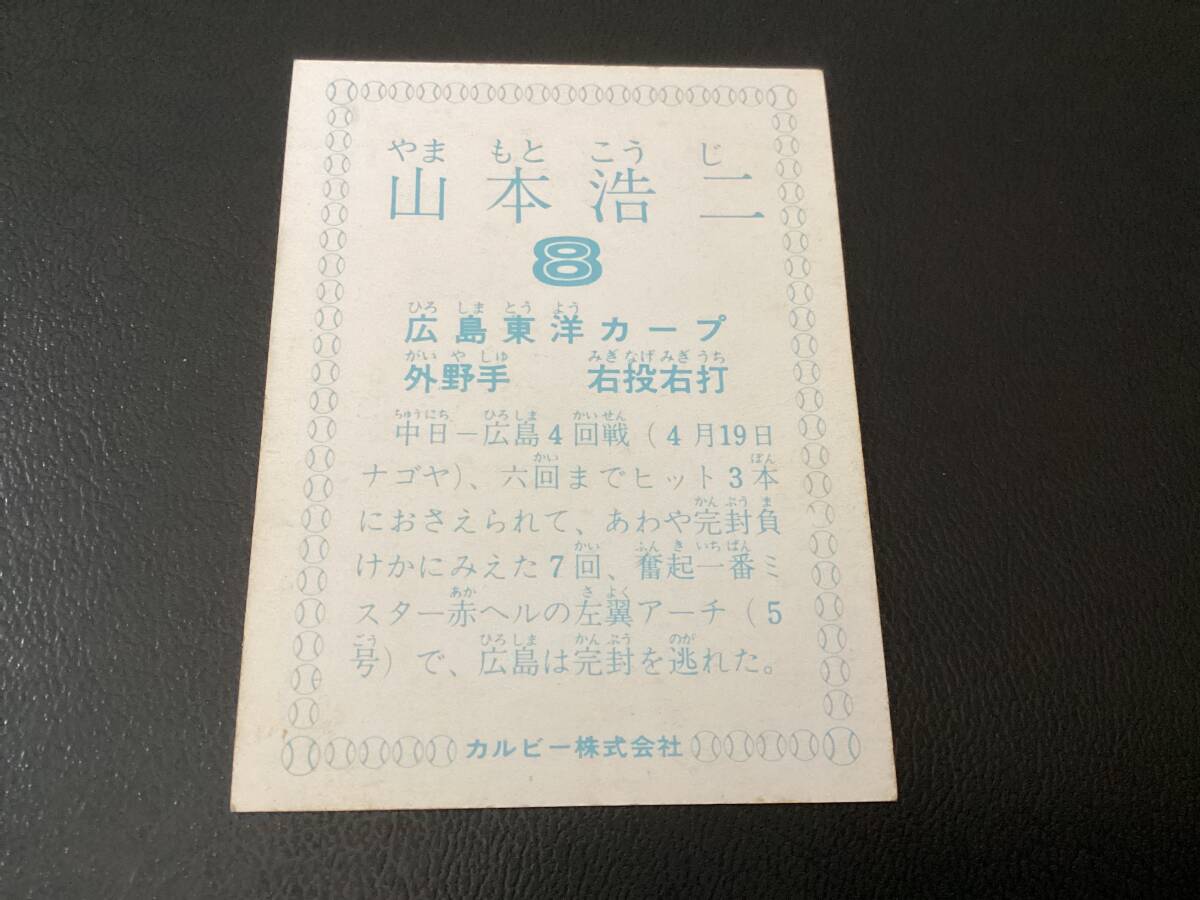 やま もと こう じ
山本浩二
8
ひろ しま とう よう
広島東洋カープ
がい や しゅ みぎ なげ みぎ うち
外野手 右投右打
ちゅうにち ひろ しま かい せん
中日－広島4回戦（4月19日
かい ぼん
ナゴヤ）、六回までヒット3本
かん ぷう ま
におさえられて、あわや完封負
かい ふん き いち ばん
けかにみえた7回、奮起一番ミ
あか さ よく
スター赤ヘルの左翼アーチ（5
ごう ひろ しま かん ぷう のが
号）で、広島は完封を逃れた。
カルビー株式会社